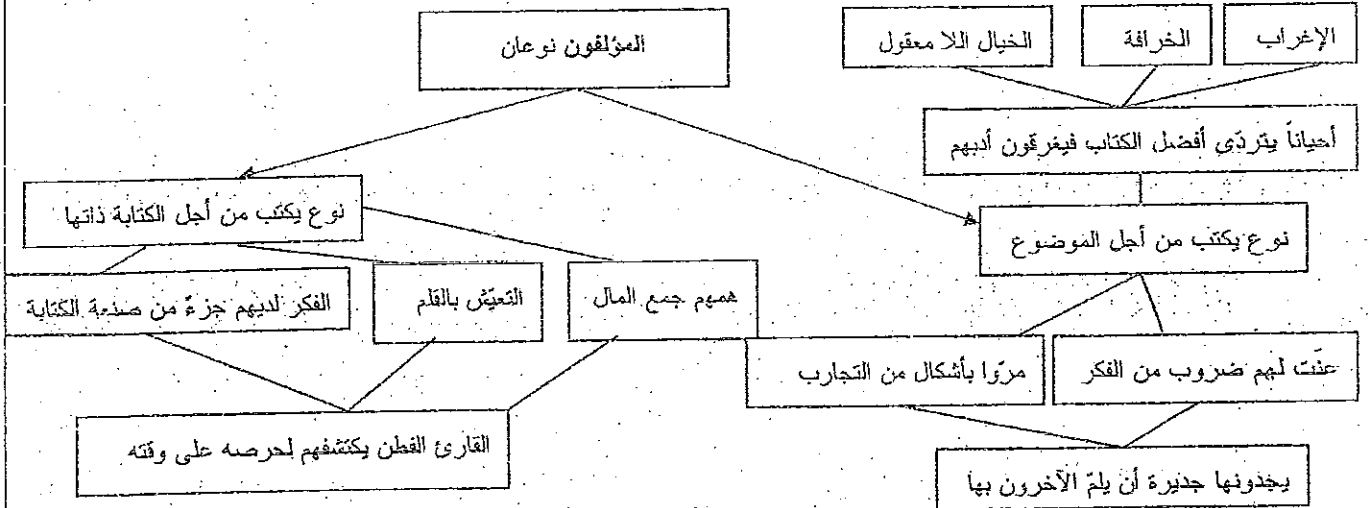 الإغراب
الخرافة
الخيال اللا معقول
المؤلفون نوعان
أحياناً يتردّي أفضل الكتاب فيغرقون أدبهم
نوع يكتب من أجل الموضوع
نوع يكتب من أجل الكتابة ذاتها
همهم جمع المال
التعيّش بالقلم
الفكر لديهم جزءٌ من صنعة الكتابة
عنّت لهم ضروب من الفكر
مرّوا بأشكال من التجارب
القارئ الفطن يكتشفهم لحرصه على وقته
يجدونها جديرة أن يلمّ الآخرون بها